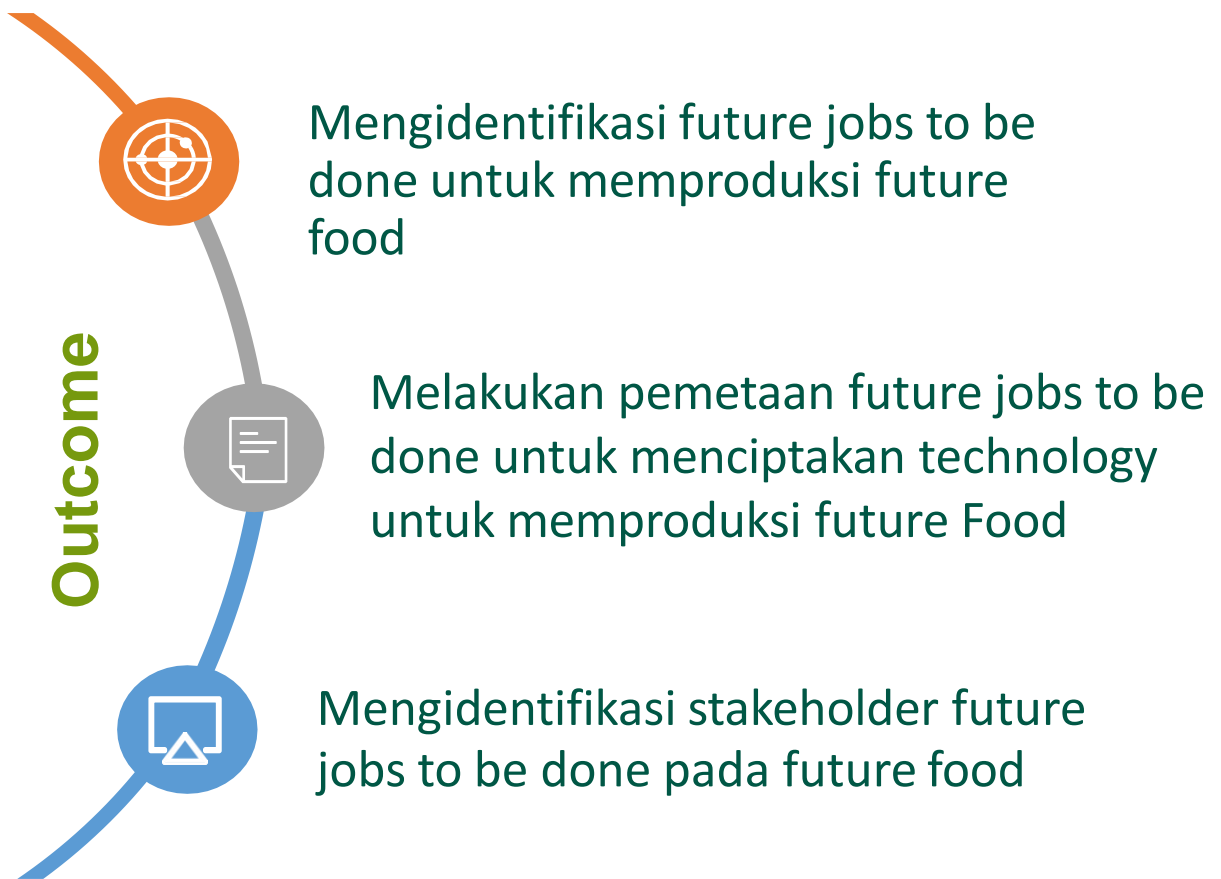 Outcome
Mengidentifikasi future jobs to be
done untuk memproduksi future
food
Melakukan pemetaan future jobs to be
done untuk menciptakan technology
untuk memproduksi future Food
Mengidentifikasi stakeholder future
jobs to be done pada future food